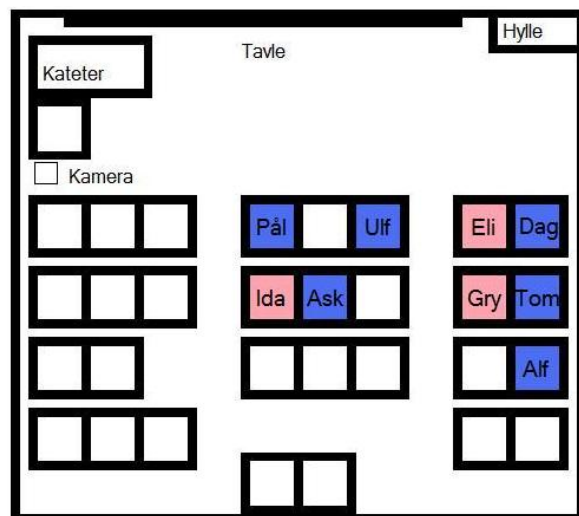 Hylle
Tavle
Kateter
Kamera
Pål Ulf Eli Dag
Ida Ask Gry Tom
Alf